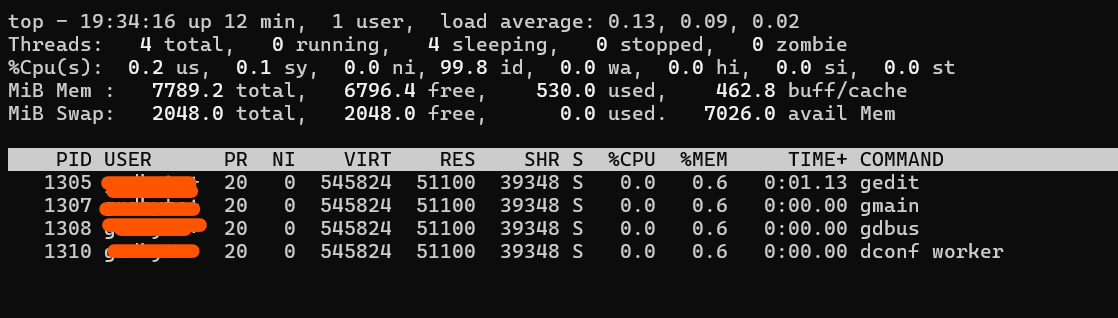 top - 19:34:16 up 12 min,  1 user,  load average: 0.13, 0.09, 0.02
Threads:   4 total,   0 running,   4 sleeping,   0 stopped,   0 zombie
%Cpu(s):  0.2 us,  0.1 sy,  0.0 ni, 99.8 id,  0.0 wa,  0.0 hi,  0.0 si,  0.0 st
MiB Mem :   7789.2 total,   6796.4 free,    530.0 used,    462.8 buff/cache
MiB Swap:   2048.0 total,   2048.0 free,      0.0 used.   7026.0 avail Mem
PID USER      PR  NI    VIRT    RES    SHR S  %CPU  %MEM     TIME+ COMMAND
1305 20   0  545824  51100  39348 S   0.0   0.6   0:01.13 gedit
1307 20   0  545824  51100  39348 S   0.0   0.6   0:00.00 gmain
1308 20   0  545824  51100  39348 S   0.0   0.6   0:00.00 gdbus
1310 20   0  545824  51100  39348 S   0.0   0.6   0:00.00 dconf worker